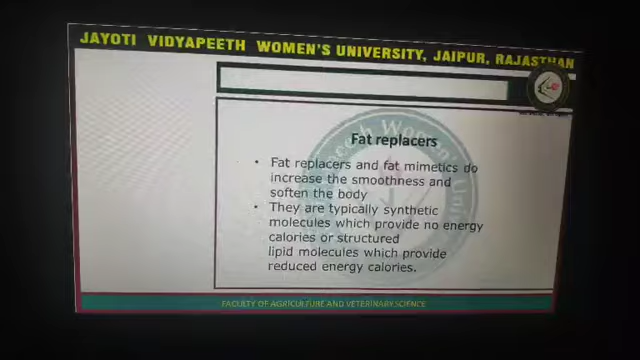 JAYOTI VIDYAPEETH WOMEN'S UNIVERSITY, JAIPUR, RAJASTHAN
Fat replacers
• Fat replacers and fat mimetics do
increase the smoothness and
soften the body
• They are typically synthetic
molecules which provide no energy
calories or structured
lipid molecules which provide
reduced energy calories.
FACULTY OF AGRICULTURE AND VETERINARY SCIENCE